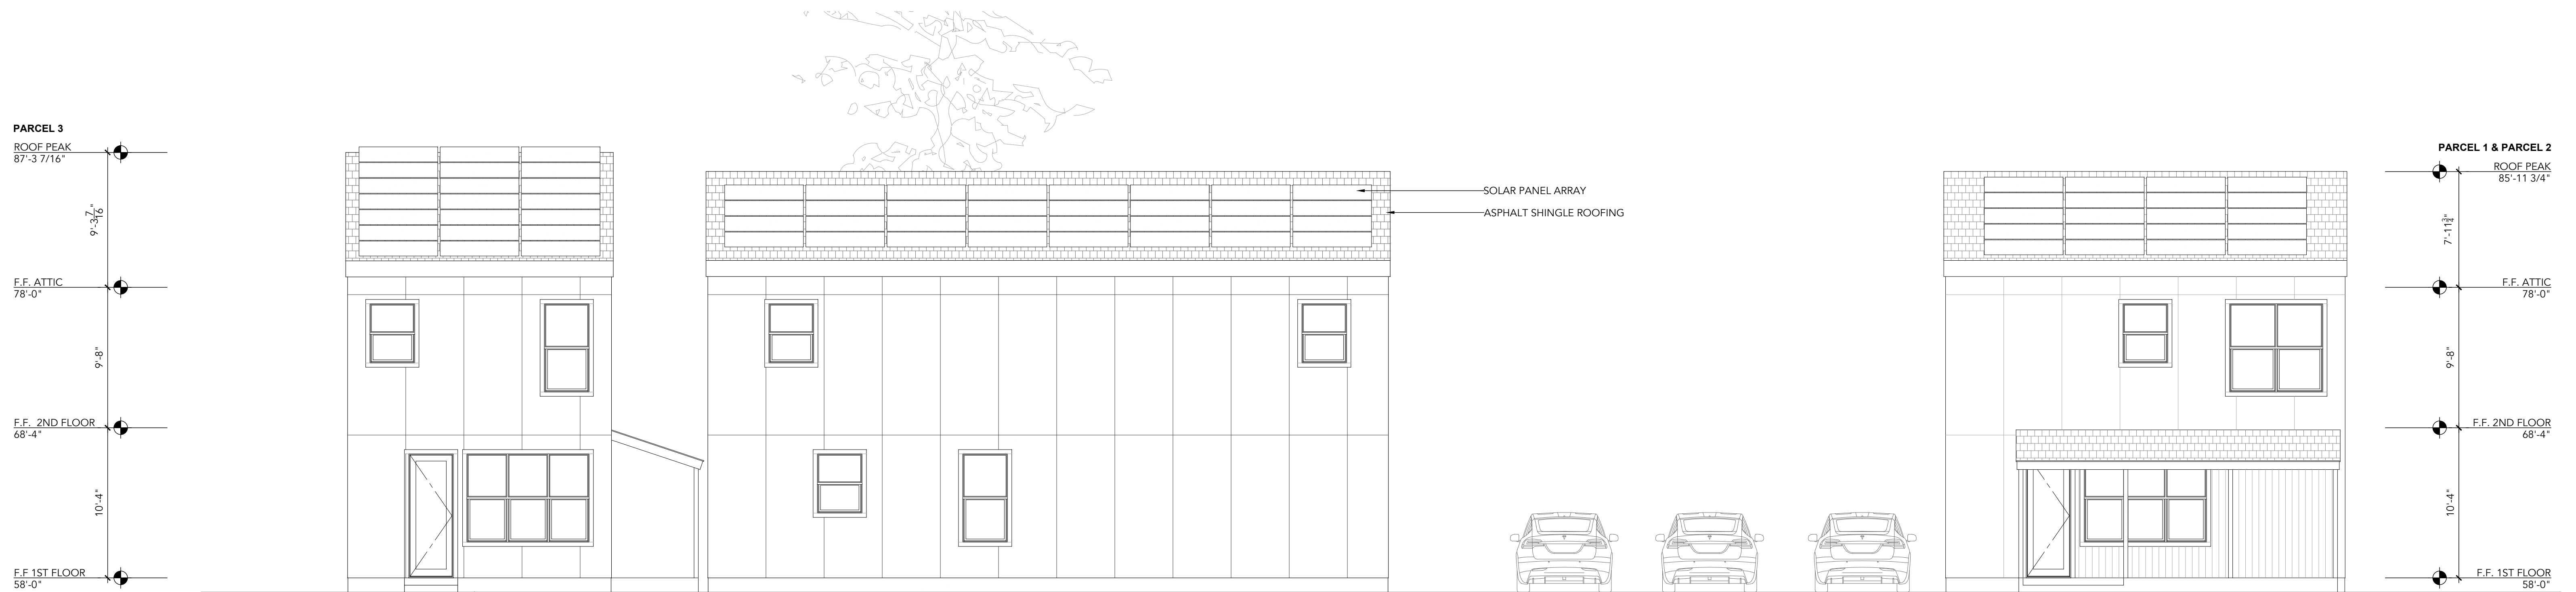 PARCEL 3
ROOF PEAK
87'-3 7/16"
9'-3 7/16
F.F. ATTIC
78'-0"
9'-8"
F.F. 2ND FLOOR
68'-4"
10'-4"
F.F 1ST FLOOR
58'-0"
SOLAR PANEL ARRAY
ASPHALT SHINGLE ROOFING
PARCEL 1 & PARCEL 2
ROOF PEAK
85'-11 3/4"
7'-11 3/4"
F.F. ATTIC
78'-0"
9'-8"
F.F. 2ND FLOOR
68'-4"
10'-4"
F.F. 1ST FLOOR
58'-0"